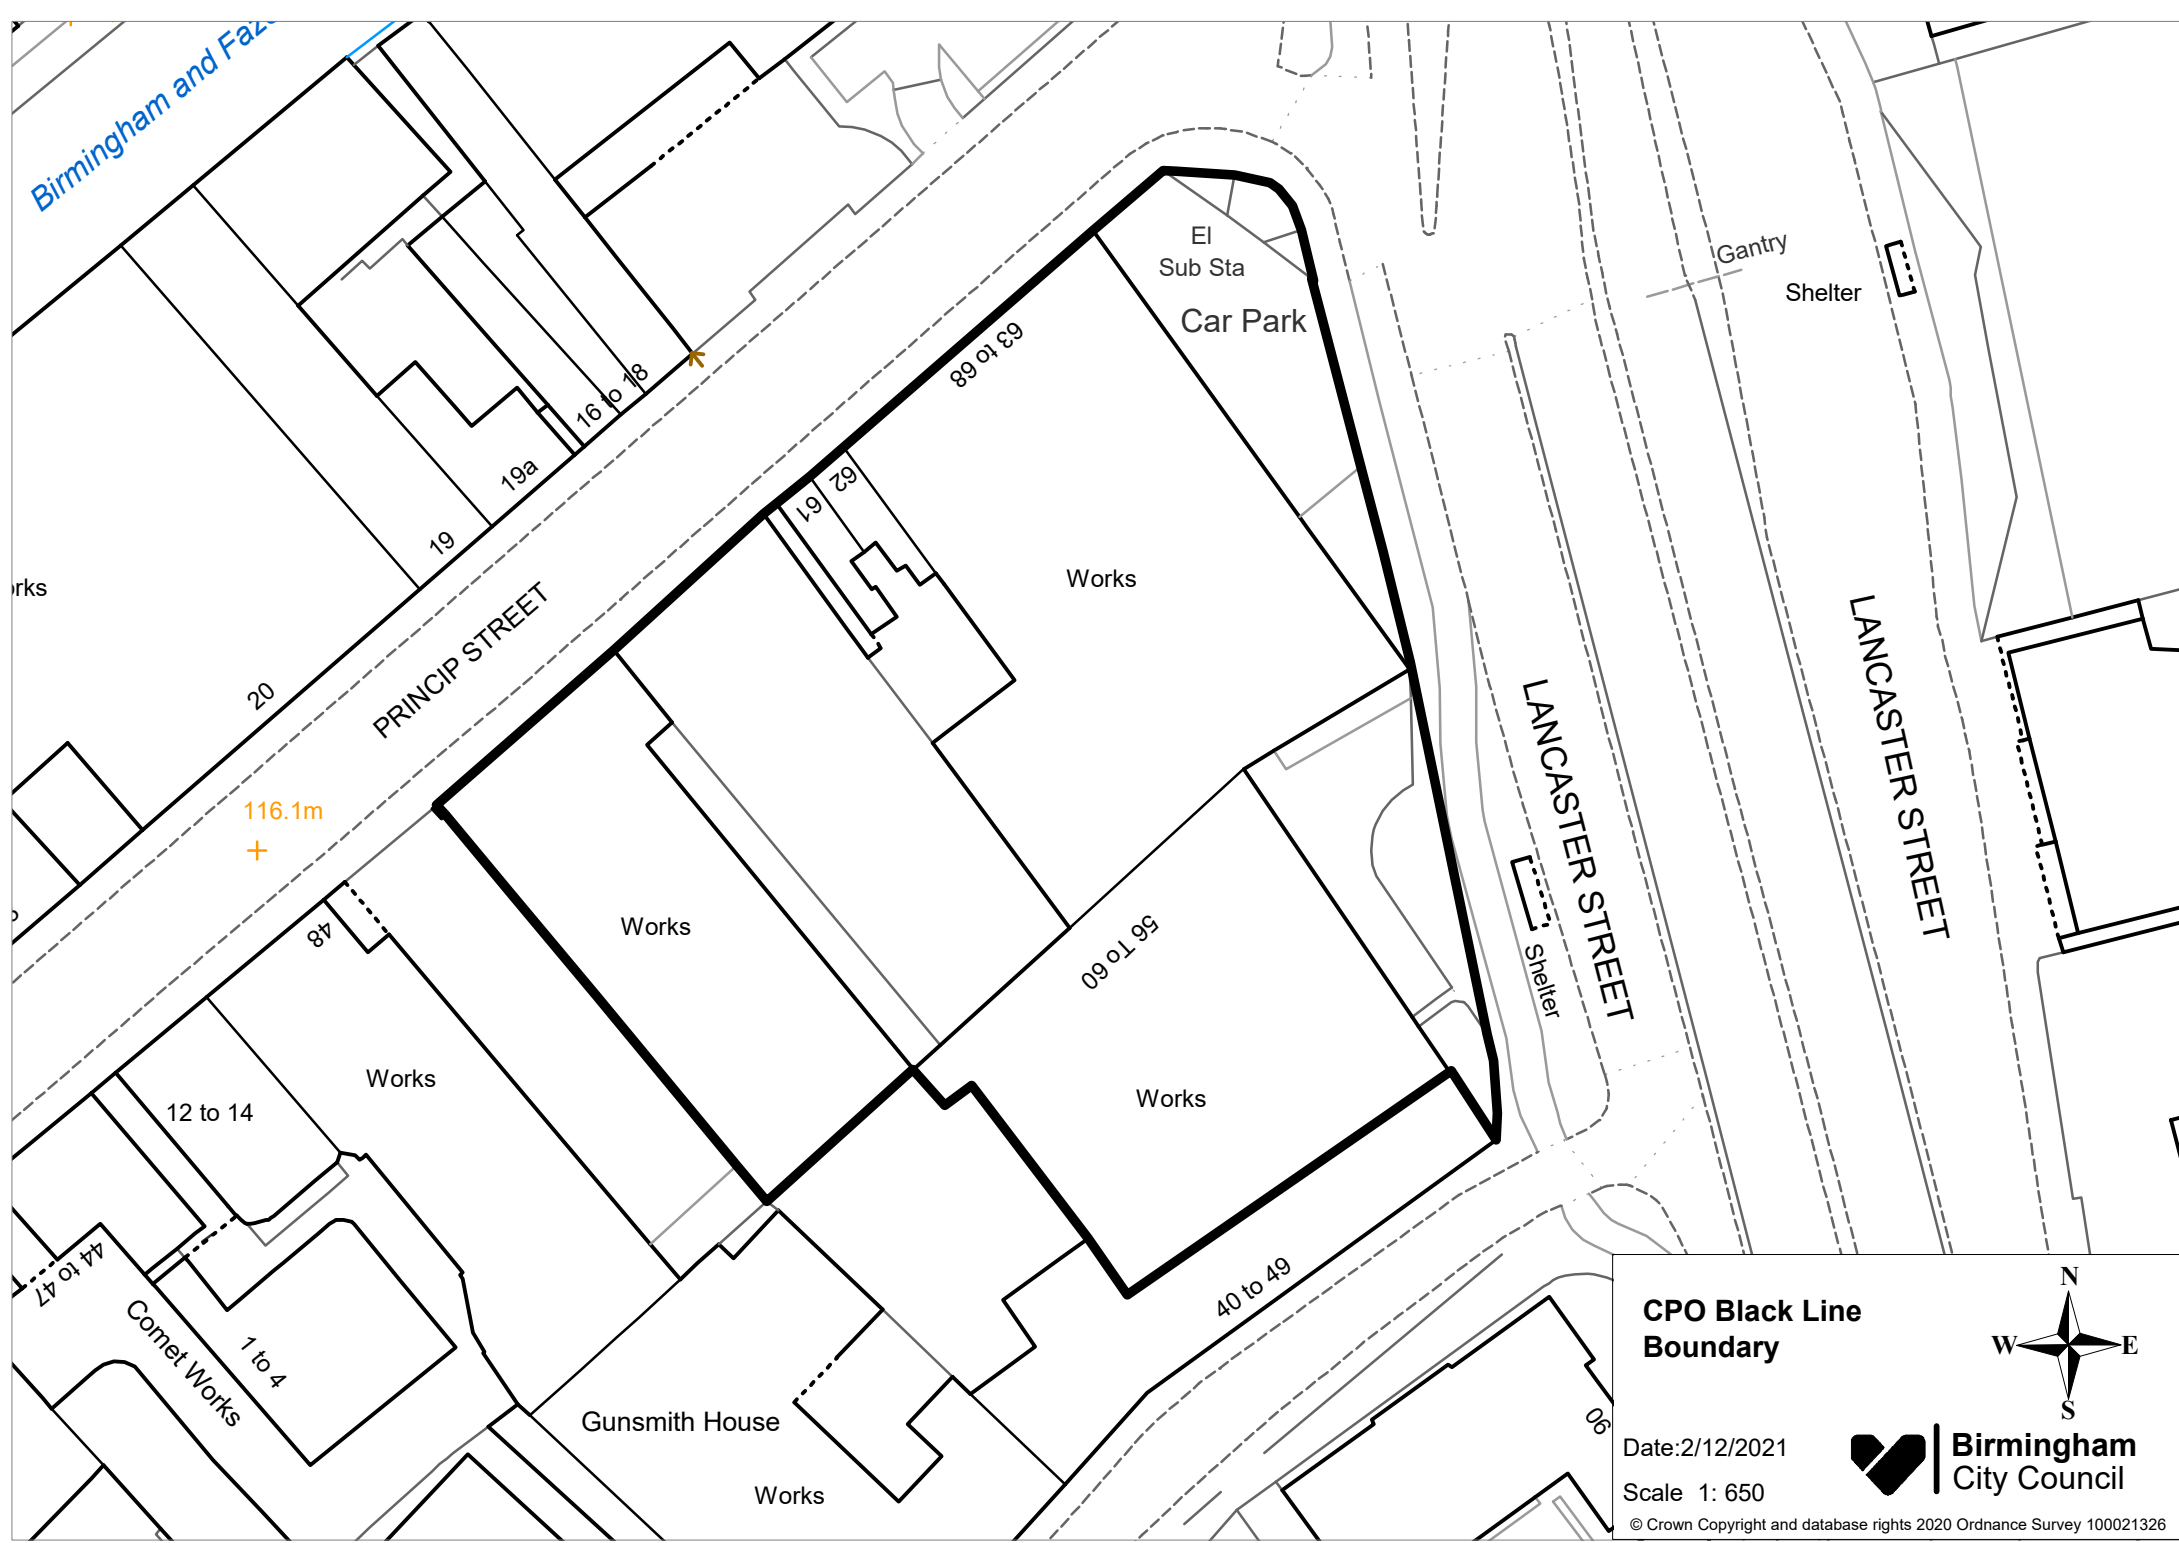 Birmingham and Faz
El
Sub Sta
Car Park
Gantry
Shelter
63 to 68
16 to 18
19a
62
61
19
Works
PRINCIP STREET
20
LANCASTER STREET
LANCASTER STREET
116.1m
48
Works
56 To 60
Shelter
Works
Works
12 to 14
44 to 47
40 to 49
Comet Works
1 to 4
Gunsmith House
Works
90
CPO Black Line
Boundary
N
W E
S
Date:2/12/2021
Scale 1: 650
Birmingham
City Council
© Crown Copyright and database rights 2020 Ordnance Survey 100021326